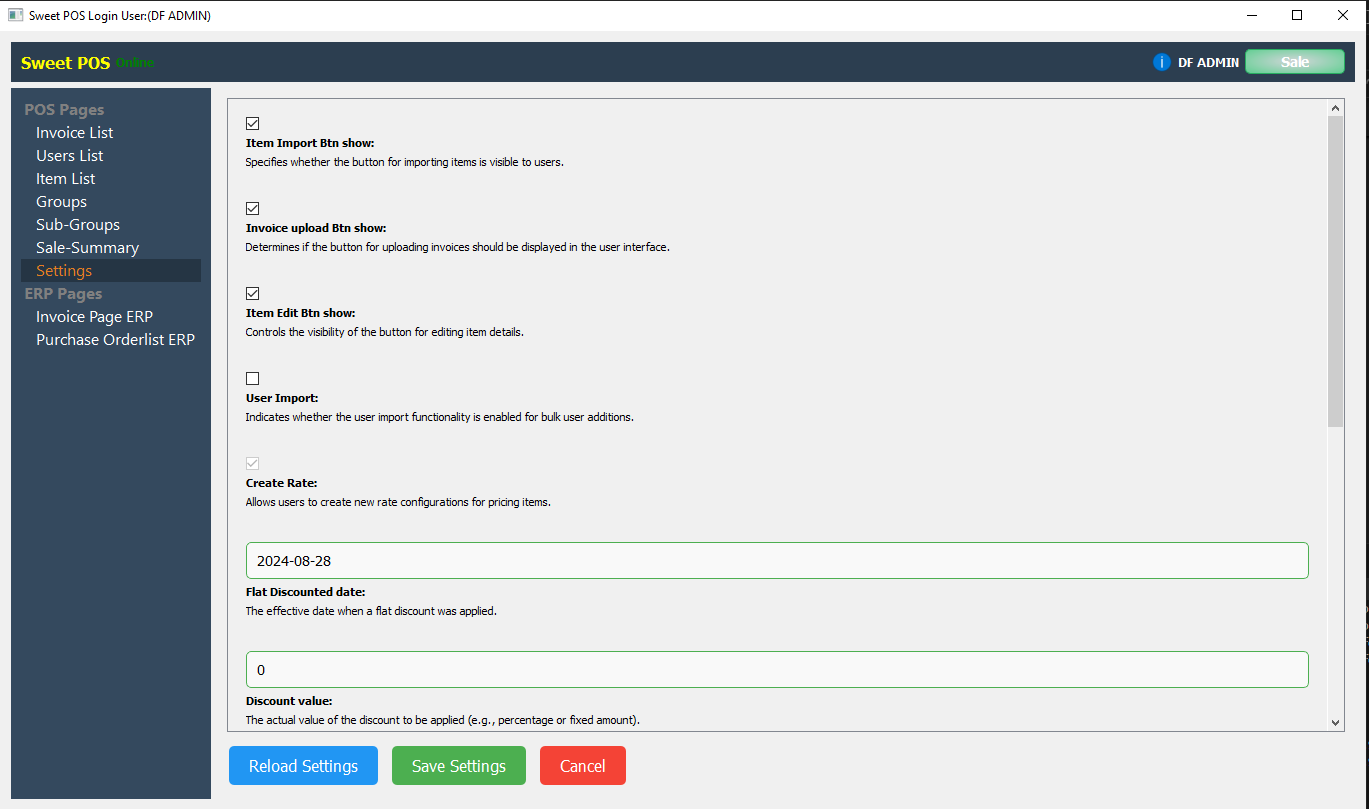 Sweet POS Login User:(DF ADMIN)
Sweet POS Online
DF ADMIN
Sale
POS Pages
Invoice List
Users List
Item List
Groups
Sub-Groups
Sale-Summary
Settings
ERP Pages
Invoice Page ERP
Purchase Orderlist ERP
Item Import Btn show:
Specifies whether the button for importing items is visible to users.
Invoice upload Btn show:
Determines if the button for uploading invoices should be displayed in the user interface.
Item Edit Btn show:
Controls the visibility of the button for editing item details.
User Import:
Indicates whether the user import functionality is enabled for bulk user additions.
Create Rate:
Allows users to create new rate configurations for pricing items.
2024-08-28
Flat Discounted date:
The effective date when a flat discount was applied.
0
Discount value:
The actual value of the discount to be applied (e.g., percentage or fixed amount).
Reload Settings
Save Settings
Cancel